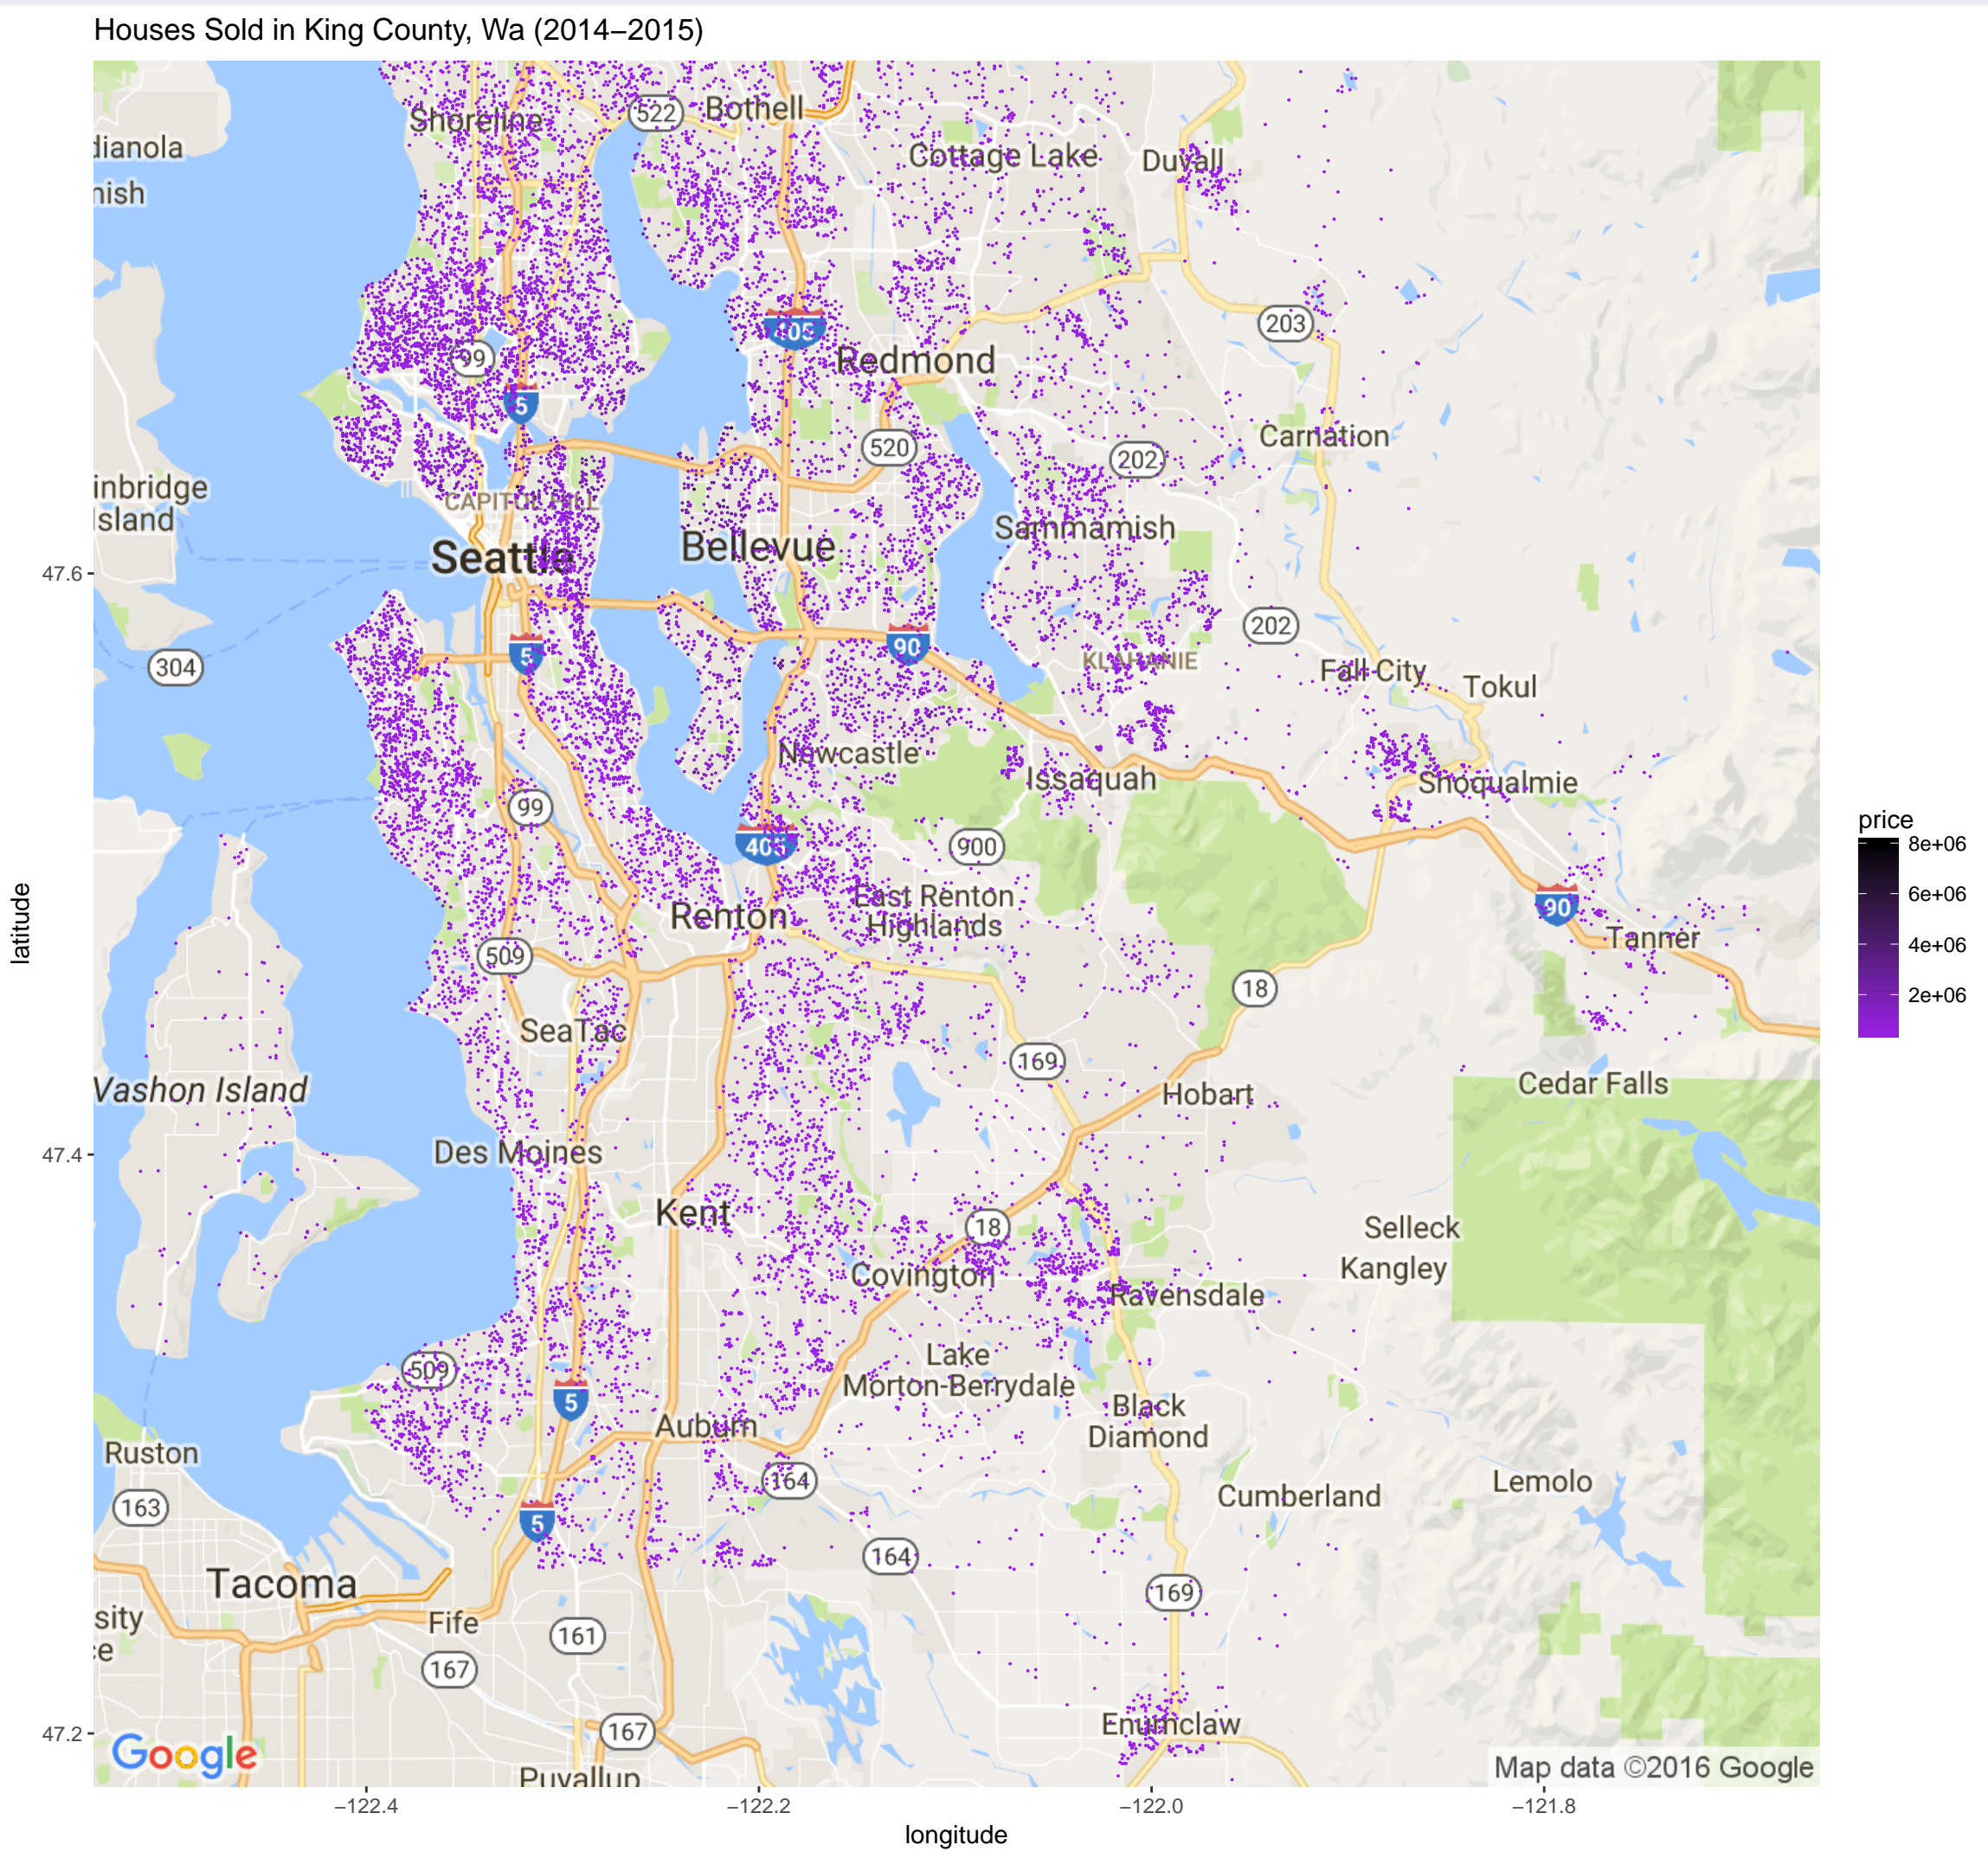 Houses Sold in King County, Wa (2014–2015)
Shoreline
522
Bothell
dianola
Cottage Lake
Duvall
nish
405
203
99
Redmond
5
Carnation
520
202
inbridge
Island
CAPITOL HILL
Sammamish
Seattle
Bellevue
47.6
202
304
5
90
KLAHANIE
Fall City
Tokul
Newcastle
Issaquah
Snoqualmie
99
405
900
price
8e+06
6e+06
4e+06
2e+06
East Renton
Highlands
Renton
90
Tanner
latitude
509
18
SeaTac
169
Vashon Island
Hobart
Cedar Falls
47.4
Des Moines
Kent
18
Selleck
Kangley
Covington
Ravensdale
509
Lake
Morton-Berrydale
5
Auburn
Black
Diamond
Ruston
164
Lemolo
163
5
Cumberland
164
Tacoma
169
sity
ce
Fife
161
167
47.2
167
Enumclaw
Google
Puyallup
Map data ©2016 Google
−122.4
−122.2
−122.0
−121.8
longitude